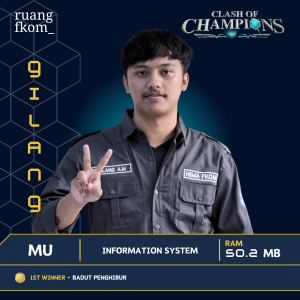 ruang
fkom_
CLASH OF
CHAMPIONS
GILANG
LANG A.M
HIMA FKOM
MU
INFORMATION SYSTEM
RAM
50.2 MB
1ST WINNER - BADUT PENGHIBUR